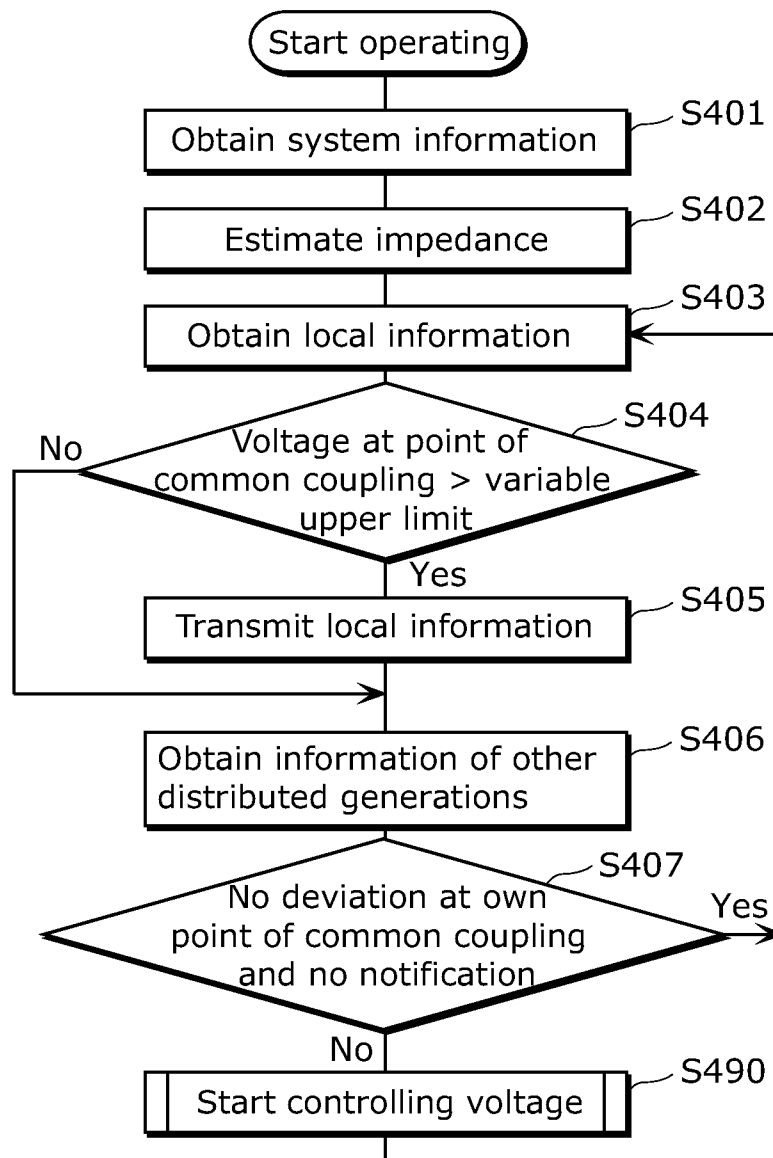 Start operating
Obtain system information
S401
Estimate impedance
S402
Obtain local information
S403
S404
No
Voltage at point of
common coupling > variable
upper limit
Yes
Transmit local information
S405
Obtain information of other
distributed generations
S406
S407
No deviation at own
point of common coupling
and no notification
Yes
No
Start controlling voltage
S490